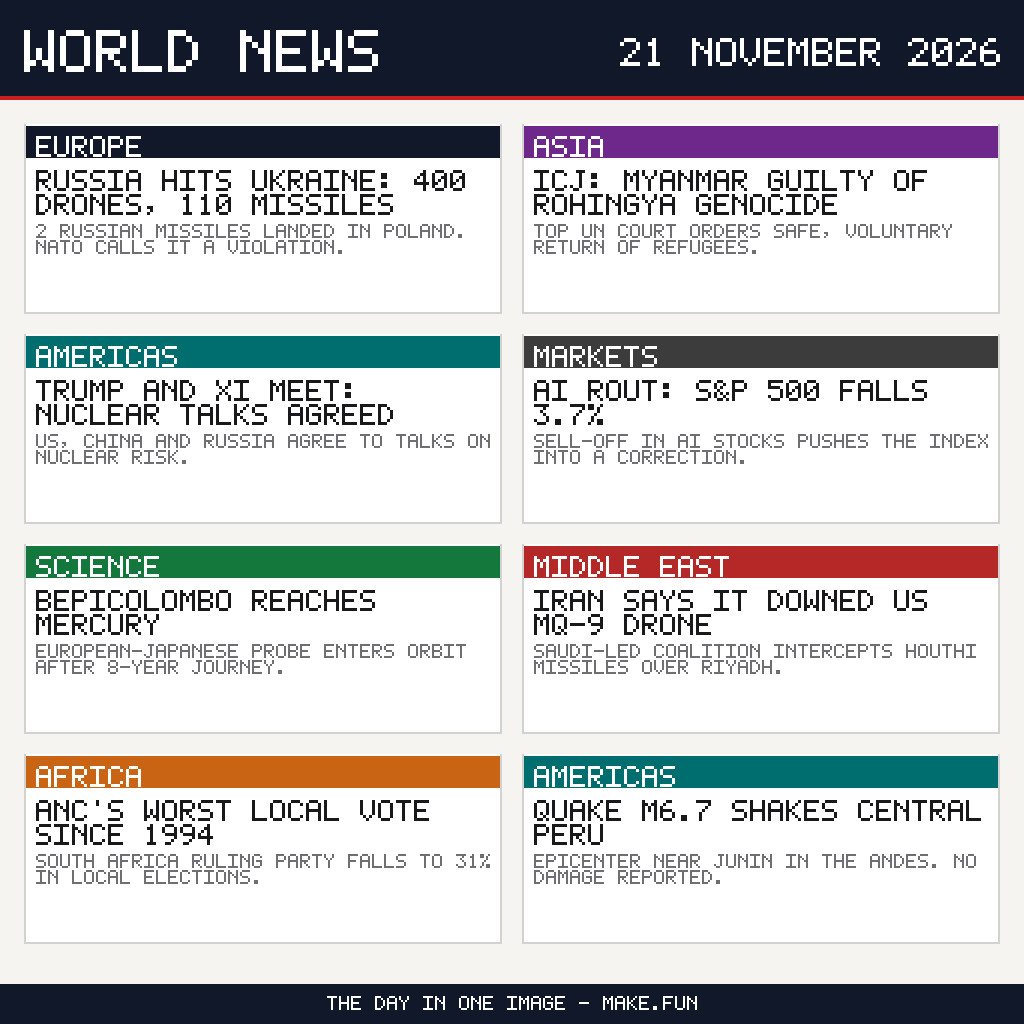 WORLD NEWS
21 NOVEMBER 2026
EUROPE
RUSSIA HITS UKRAINE: 400
DRONES, 110 MISSILES
2 RUSSIAN MISSILES LANDED IN POLAND.
NATO CALLS IT A VIOLATION.
ASIA
ICJ: MYANMAR GUILTY OF
ROHINGYA GENOCIDE
TOP UN COURT ORDERS SAFE, VOLUNTARY
RETURN OF REFUGEES.
AMERICAS
TRUMP AND XI MEET:
NUCLEAR TALKS AGREED
US, CHINA AND RUSSIA AGREE TO TALKS ON
NUCLEAR RISK.
MARKETS
AI ROUT: S&P 500 FALLS
3.7%
SELL-OFF IN AI STOCKS PUSHES THE INDEX
INTO A CORRECTION.
SCIENCE
BEPICOLOMBO REACHES
MERCURY
EUROPEAN-JAPANESE PROBE ENTERS ORBIT
AFTER 8-YEAR JOURNEY.
MIDDLE EAST
IRAN SAYS IT DOWNED US
MQ-9 DRONE
SAUDI-LED COALITION INTERCEPTS HOUTHI
MISSILES OVER RIYADH.
AFRICA
ANC'S WORST LOCAL VOTE
SINCE 1994
SOUTH AFRICA RULING PARTY FALLS TO 31%
IN LOCAL ELECTIONS.
AMERICAS
QUAKE M6.7 SHAKES CENTRAL
PERU
EPICENTER NEAR JUNIN IN THE ANDES. NO
DAMAGE REPORTED.
THE DAY IN ONE IMAGE - MAKE.FUN